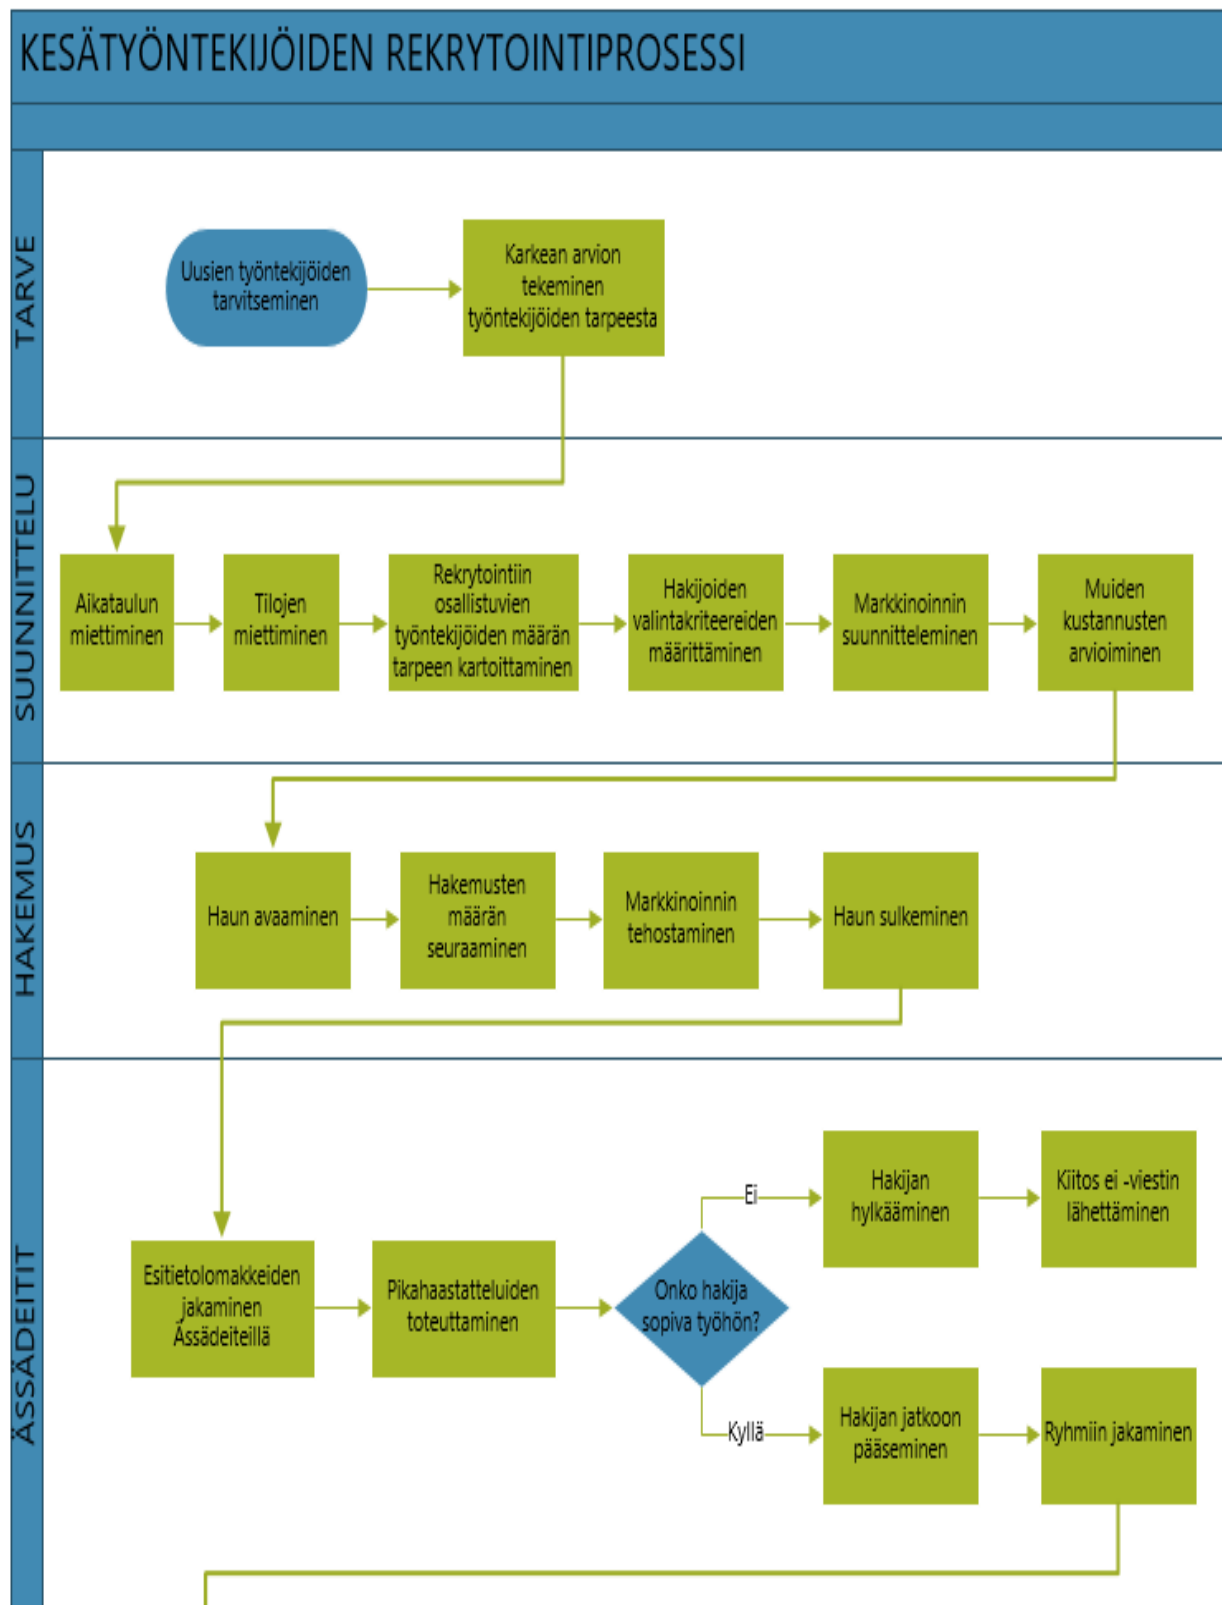 KESÄTYÖNTEKIJÖIDEN REKRYTOINTIPROSESSI
TARVE
Uusien työntekijöiden
tarvitseminen
Karkean arvion
tekeminen
työntekijöiden tarpeesta
SUUNNITTELU
Aikataulun
miettiminen
Tilojen
miettiminen
Rekrytointiin
osallistuvien
työntekijöiden määrän
tarpeen kartoittaminen
Hakijoiden
valintakriteereiden
määrittäminen
Markkinoinnin
suunnitteleminen
Muiden
kustannusten
arvioiminen
HAKEMUS
Haun avaaminen
Hakemusten
määrän
seuraaminen
Markkinoinnin
tehostaminen
Haun sulkeminen
ÄSSÄDEITIT
Esitietolomakkeiden
jakaminen
Ässädeiteillä
Pikahaastatteluiden
toteuttaminen
Onko hakija
sopiva työhön?
Ei
Hakijan
hylkääminen
Kiitos ei -viestin
lähettäminen
Kyllä
Hakijan jatkoon
pääseminen
Ryhmiin jakaminen